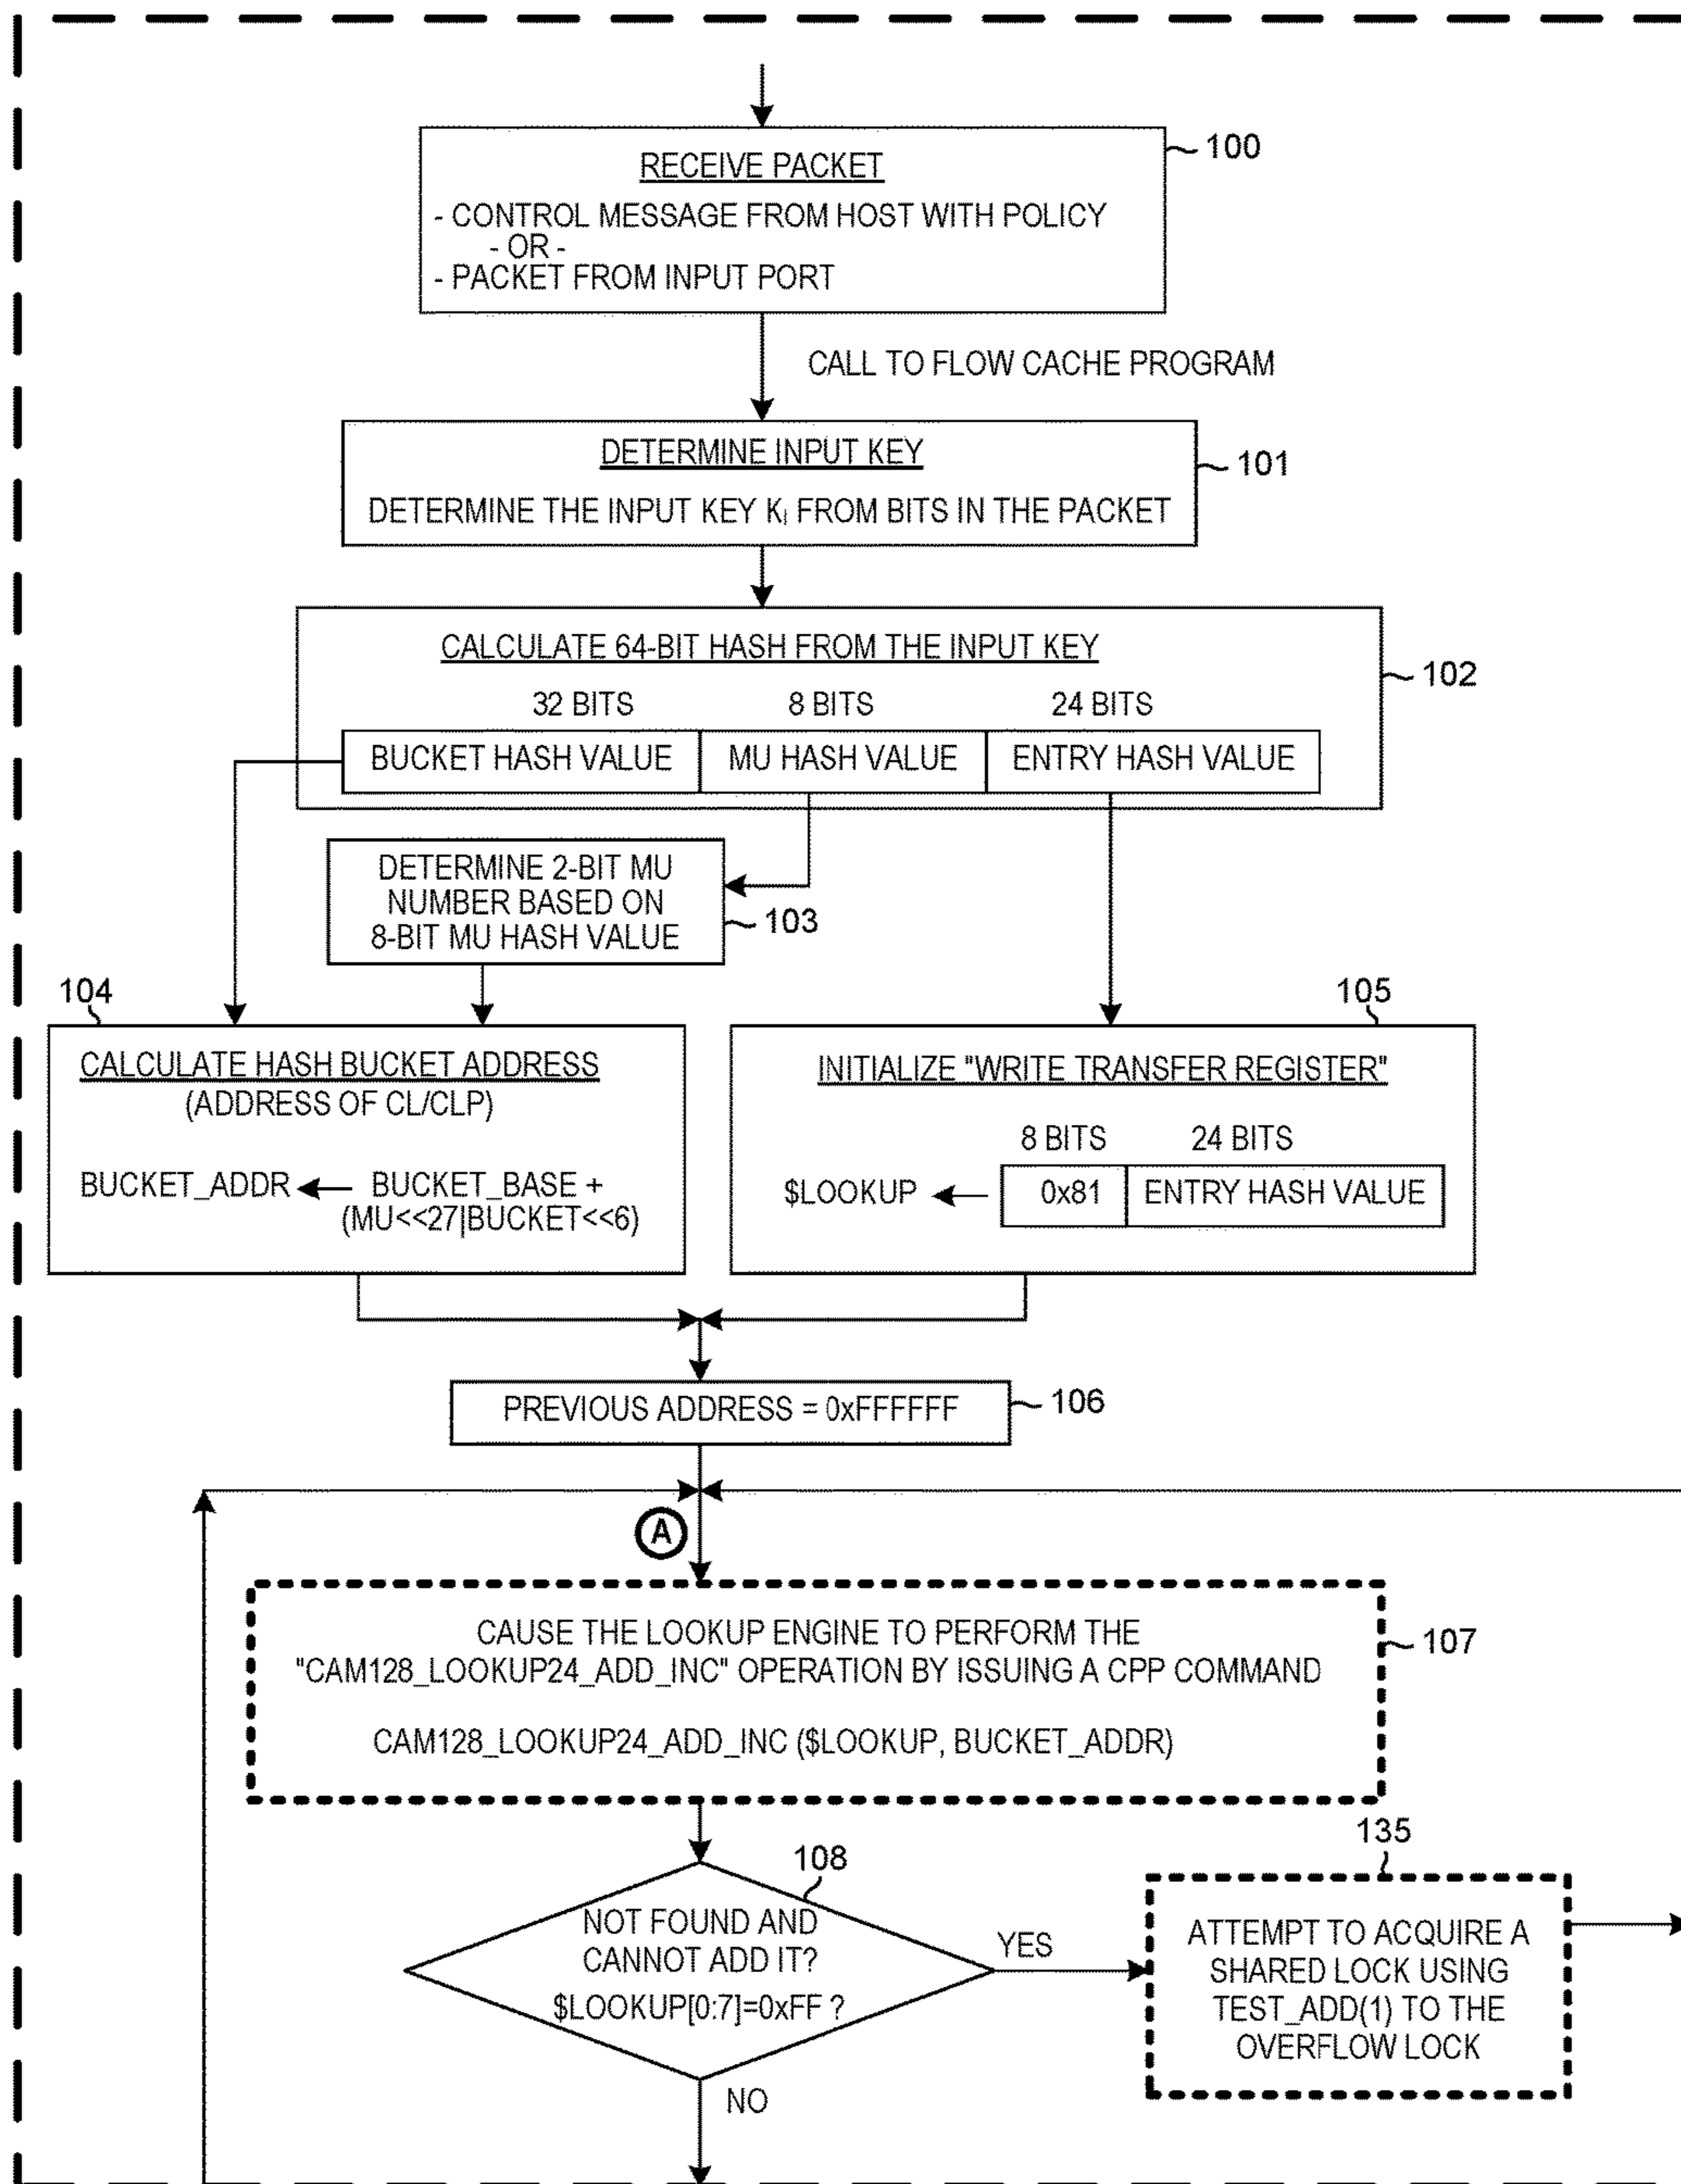 RECEIVE PACKET
100
- CONTROL MESSAGE FROM HOST WITH POLICY
- OR -
- PACKET FROM INPUT PORT
CALL TO FLOW CACHE PROGRAM
DETERMINE INPUT KEY
101
DETERMINE THE INPUT KEY KI FROM BITS IN THE PACKET
CALCULATE 64-BIT HASH FROM THE INPUT KEY
102
32 BITS 8 BITS 24 BITS
BUCKET HASH VALUE MU HASH VALUE ENTRY HASH VALUE
DETERMINE 2-BIT MU
NUMBER BASED ON
8-BIT MU HASH VALUE
103
104
CALCULATE HASH BUCKET ADDRESS
(ADDRESS OF CL/CLP)
BUCKET_ADDR BUCKET_BASE +
(MU<<27|BUCKET<<6)
105
INITIALIZE "WRITE TRANSFER REGISTER"
8 BITS 24 BITS
$LOOKUP 0x81 ENTRY HASH VALUE
PREVIOUS ADDRESS = 0xFFFFFF
106
A
CAUSE THE LOOKUP ENGINE TO PERFORM THE
"CAM128_LOOKUP24_ADD_INC" OPERATION BY ISSUING A CPP COMMAND
107
CAM128_LOOKUP24_ADD_INC ($LOOKUP, BUCKET_ADDR)
108
NOT FOUND AND
CANNOT ADD IT?
$LOOKUP[0:7]=0xFF ?
YES
NO
135
ATTEMPT TO ACQUIRE A
SHARED LOCK USING
TEST_ADD(1) TO THE
OVERFLOW LOCK